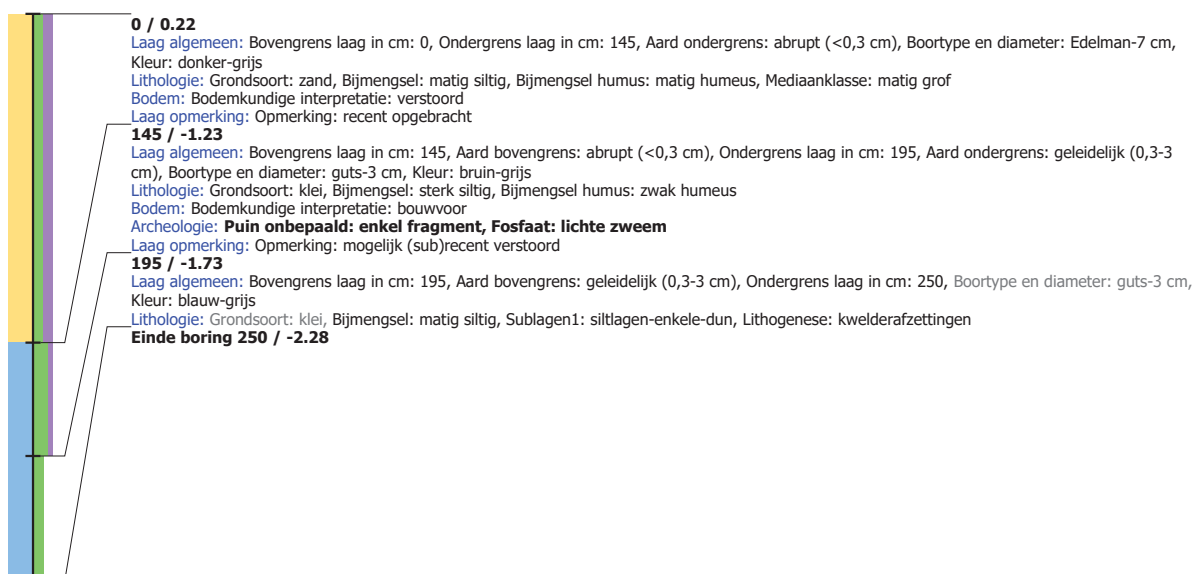 0 / 0.22
Laag algemeen: Bovengrens laag in cm: 0, Ondergrens laag in cm: 145, Aard ondergrens: abrupt (<0,3 cm), Boortype en diameter: Edelman-7 cm,
Kleur: donker-grijs
Lithologie: Grondsoort: zand, Bijmengsel: matig siltig, Bijmengsel humus: matig humeus, Mediaanklasse: matig grof
Bodem: Bodemkundige interpretatie: verstoord
Laag opmerking: Opmerking: recent opgebracht
145 / -1.23
Laag algemeen: Bovengrens laag in cm: 145, Aard bovengrens: abrupt (<0,3 cm), Ondergrens laag in cm: 195, Aard ondergrens: geleidelijk (0,3-3
cm), Boortype en diameter: guts-3 cm, Kleur: bruin-grijs
Lithologie: Grondsoort: klei, Bijmengsel: sterk siltig, Bijmengsel humus: zwak humeus
Bodem: Bodemkundige interpretatie: bouwvoor
Archeologie: Puin onbepaald: enkel fragment, Fosfaat: lichte zweem
Laag opmerking: Opmerking: mogelijk (sub)recent verstoord
195 / -1.73
Laag algemeen: Bovengrens laag in cm: 195, Aard bovengrens: geleidelijk (0,3-3 cm), Ondergrens laag in cm: 250, Boortype en diameter: guts-3 cm,
Kleur: blauw-grijs
Lithologie: Grondsoort: klei, Bijmengsel: matig siltig, Sublagen1: siltlagen-enkele-dun, Lithogenese: kwelderafzettingen
Einde boring 250 / -2.28